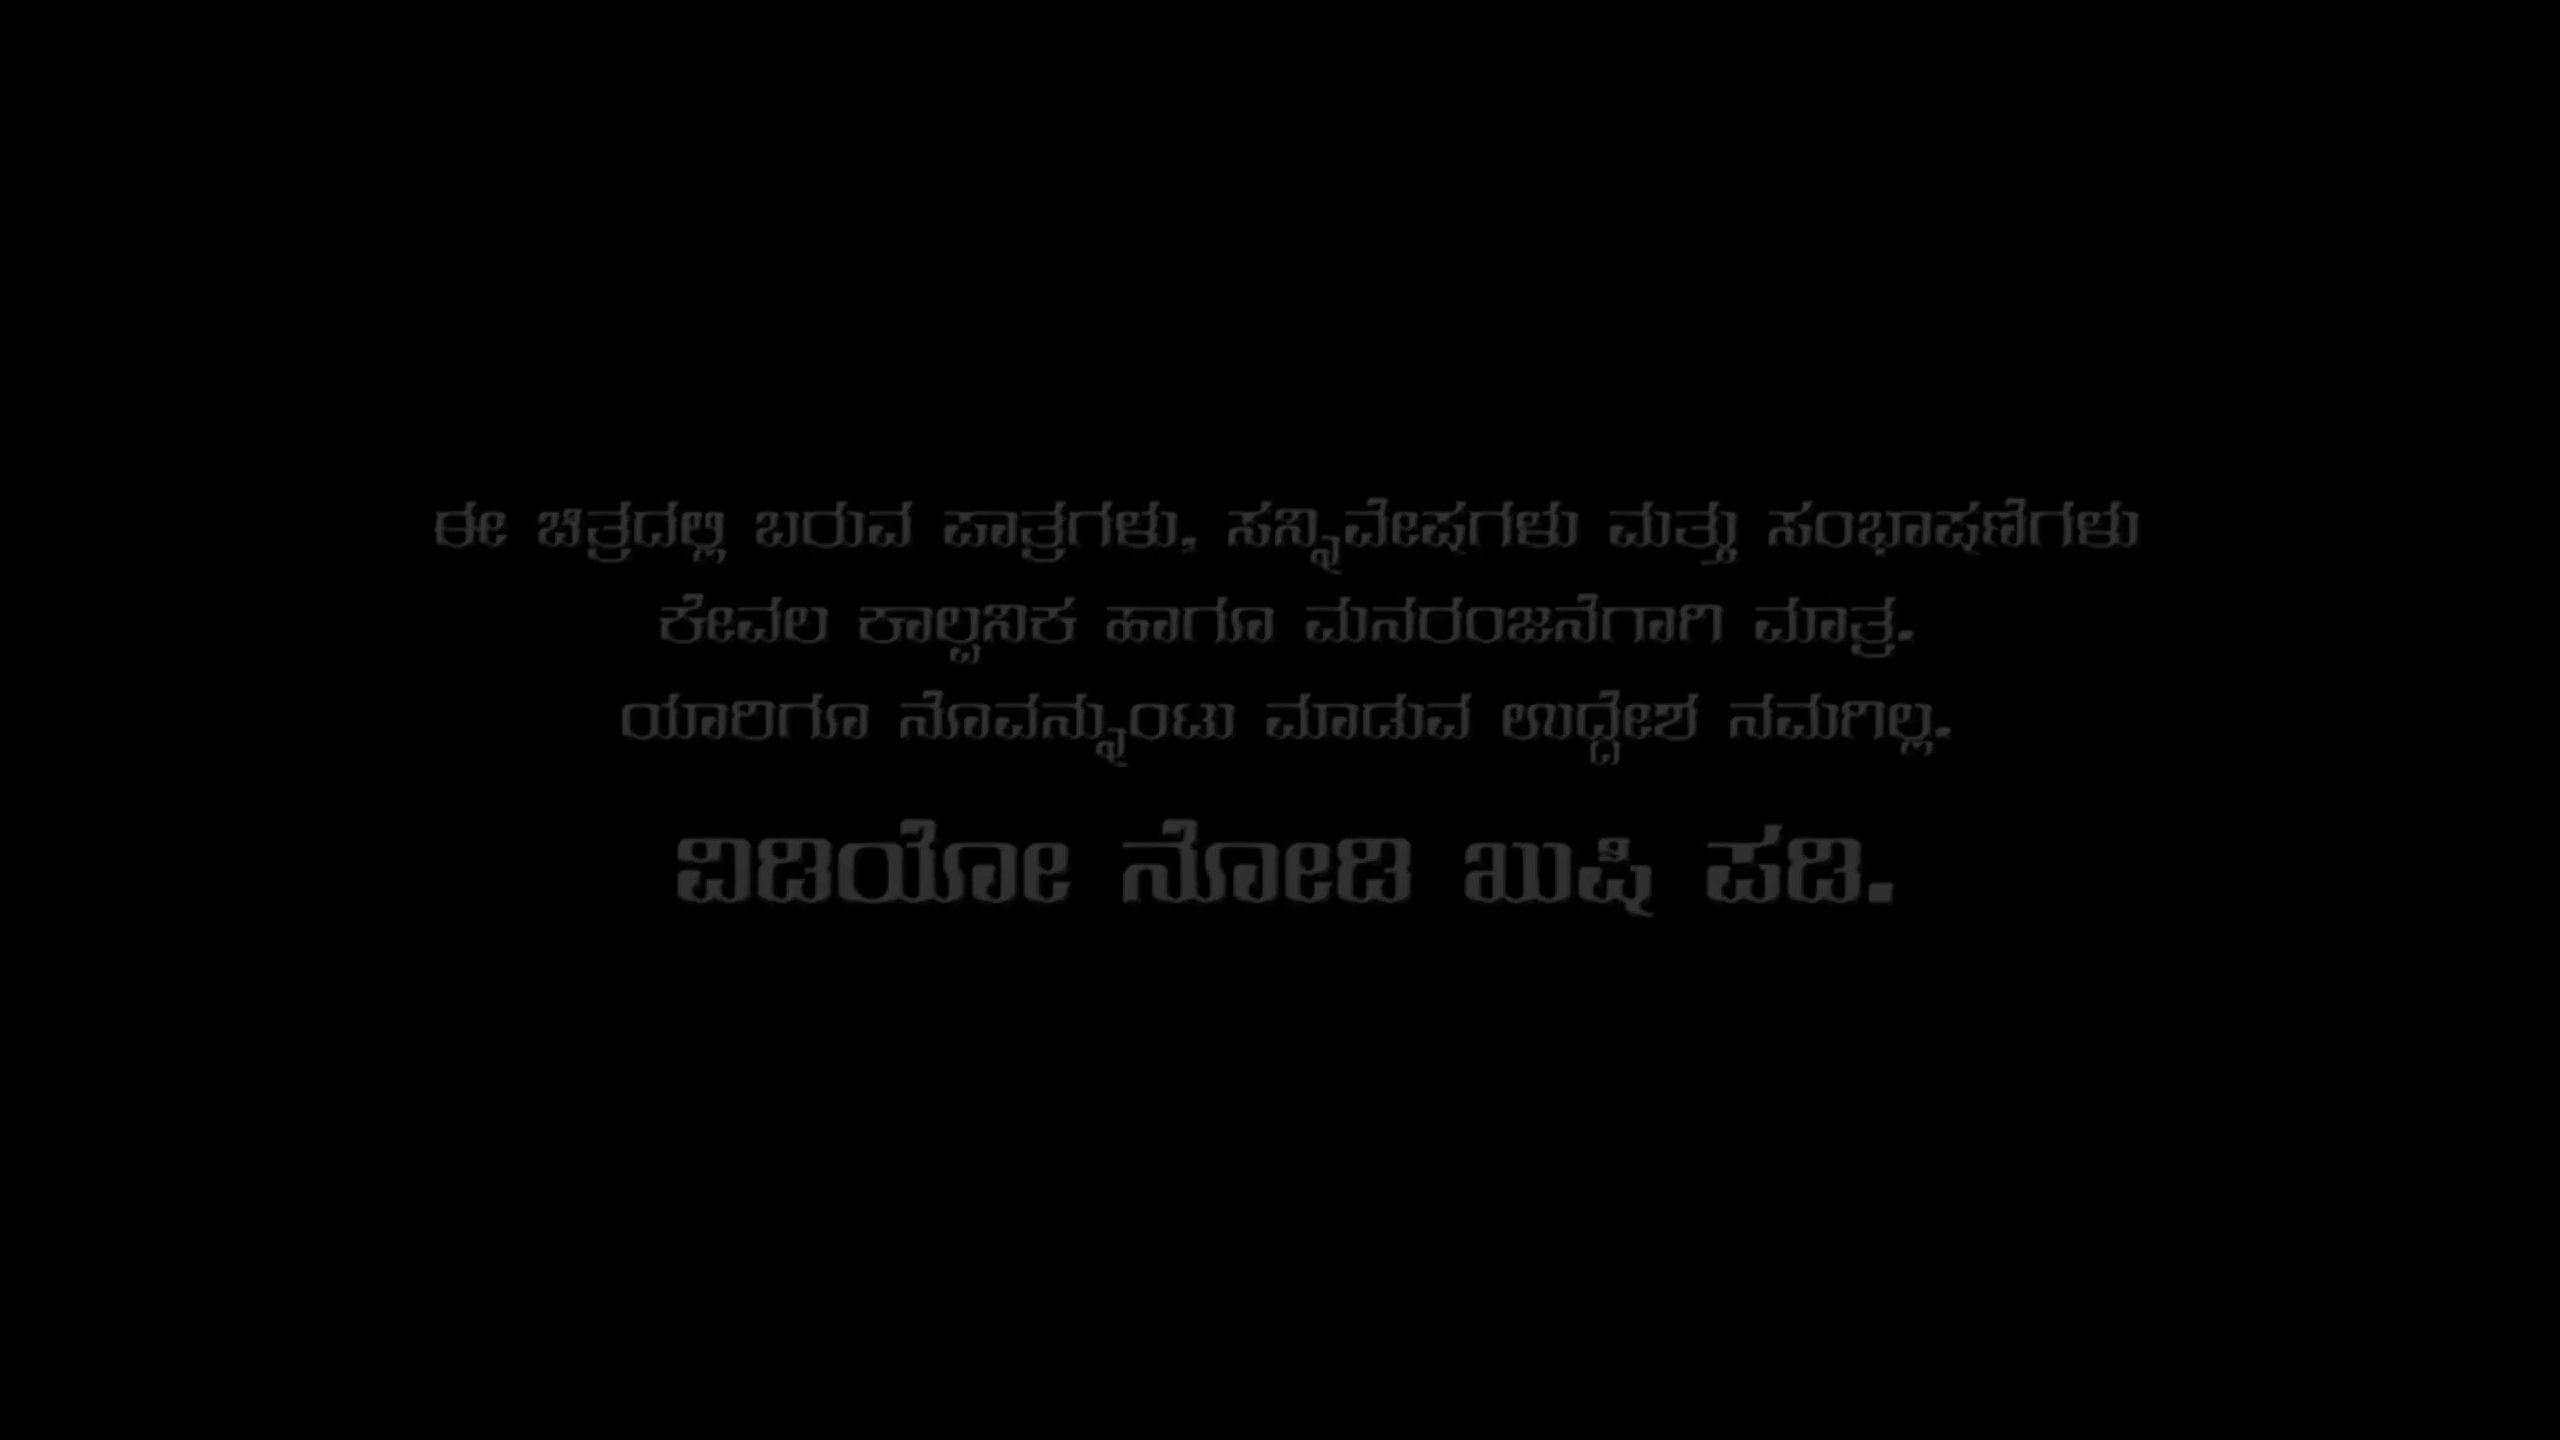 ಈ ಚಿತ್ರದಲ್ಲಿ ಬರುವ ಪಾತ್ರಗಳು, ಸನ್ನಿವೇಷಗಳು ಮತ್ತು ಸಂಭಾಷಣೆಗಳು
ಕೇವಲ ಕಾಲ್ಪನಿಕ ಹಾಗೂ ಮನರಂಜನೆಗಾಗಿ ಮಾತ್ರ.
ಯಾರಿಗೂ ನೊವನ್ನುಂಟು ಮಾಡುವ ಉದ್ದೇಶ ನಮಗಿಲ್ಲ.
ವಿಡಿಯೋ ನೋಡಿ ಖುಷಿ ಪಡಿ.